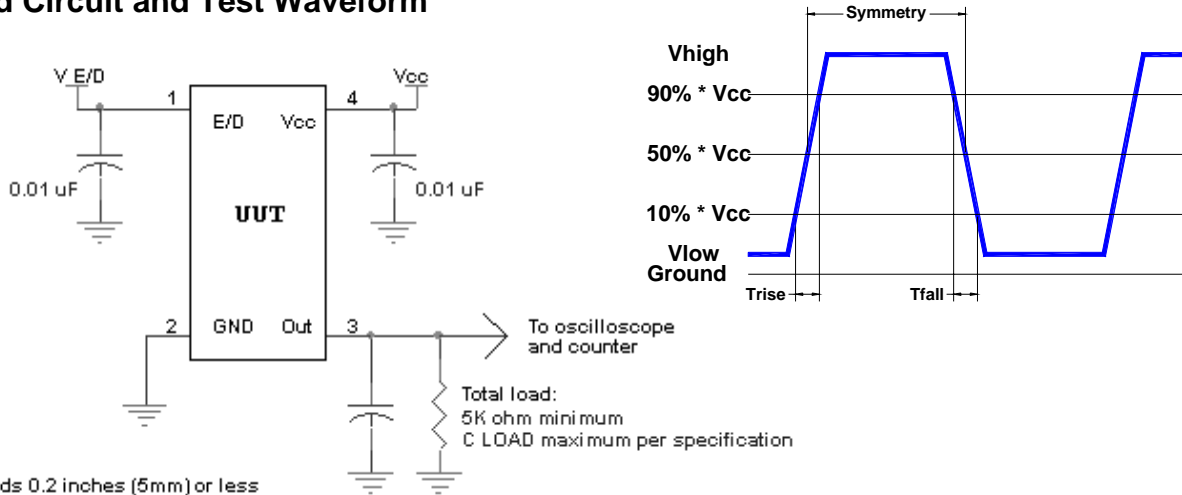 Circuit and Test Waveform
V E/D
Vcc
1
4
E/D
Vcc
0.01 uF
0.01 uF
UUT
2
GND
Out
3
To oscilloscope
and counter
Total load:
5K ohm minimum
C LOAD maximum per specification
0.2 inches (5mm) or less
Symmetry
Vhigh
90% * Vcc
50% * Vcc
10% * Vcc
Vlow
Ground
Trise
Tfall